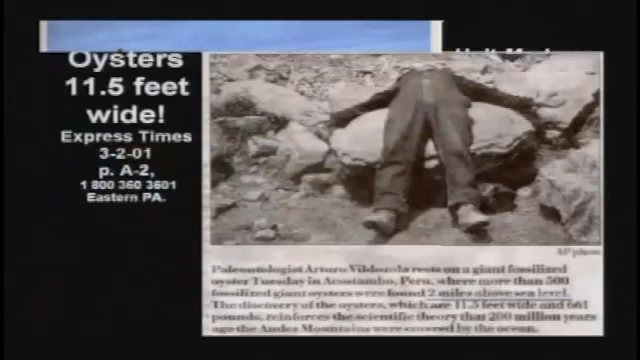 Oysters
11.5 feet
wide!
Express Times
3-2-01
p. A-2,
1 800 360 3601
Eastern PA.
AP photo
Paleontologist Arturo Vildozola rests on a giant fossilized
oyster Tuesday in Acostambo, Peru, where more than 500
fossilized giant oysters were found 2 miles above sea level.
The discovery of the oysters, which are 11.5 feet wide and 661
pounds, reinforces the scientific theory that 200 million years
ago the Andes Mountains were covered by the ocean.